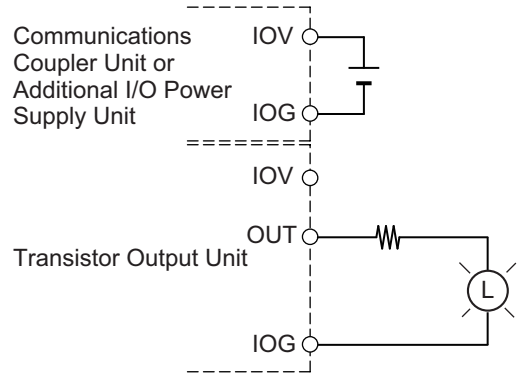 Communications
Coupler Unit or
Additional I/O Power
Supply Unit
IOV
IOG
IOV
OUT
Transistor Output Unit
L
IOG